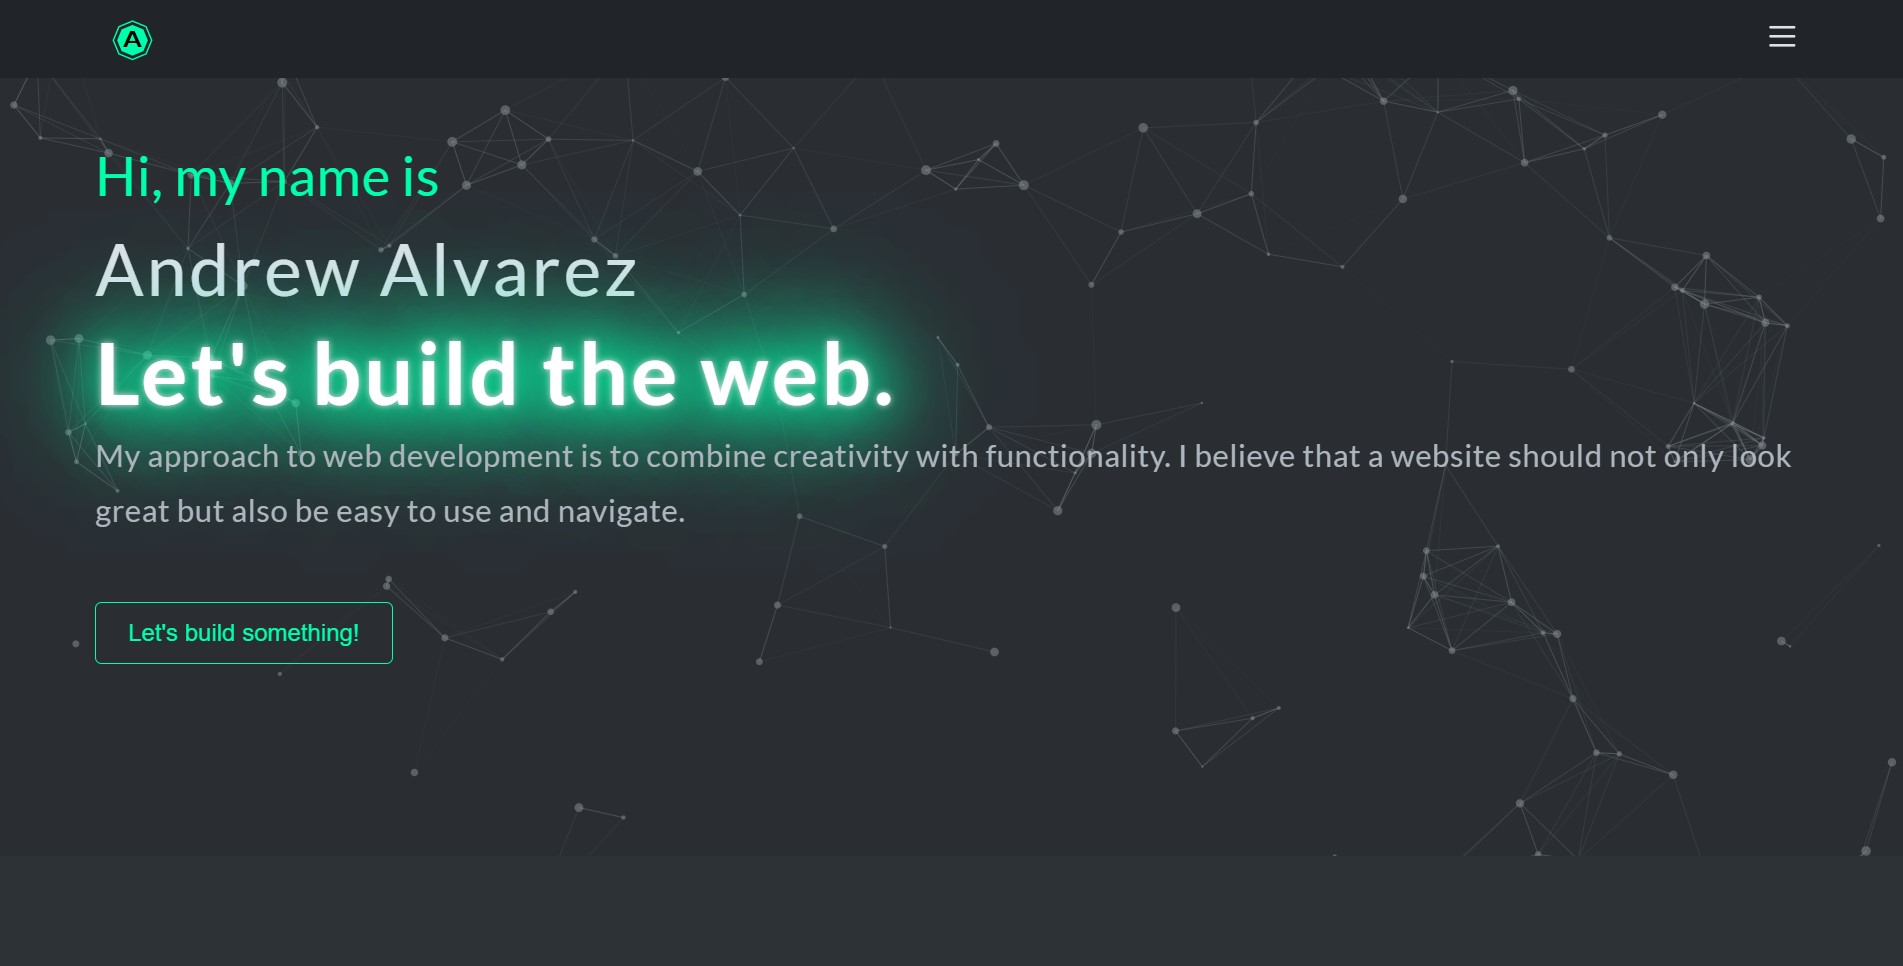 A
Hi, my name is
Andrew Alvarez
Let's build the web.
My approach to web development is to combine creativity with functionality. I believe that a website should not only look
great but also be easy to use and navigate.
Let's build something!